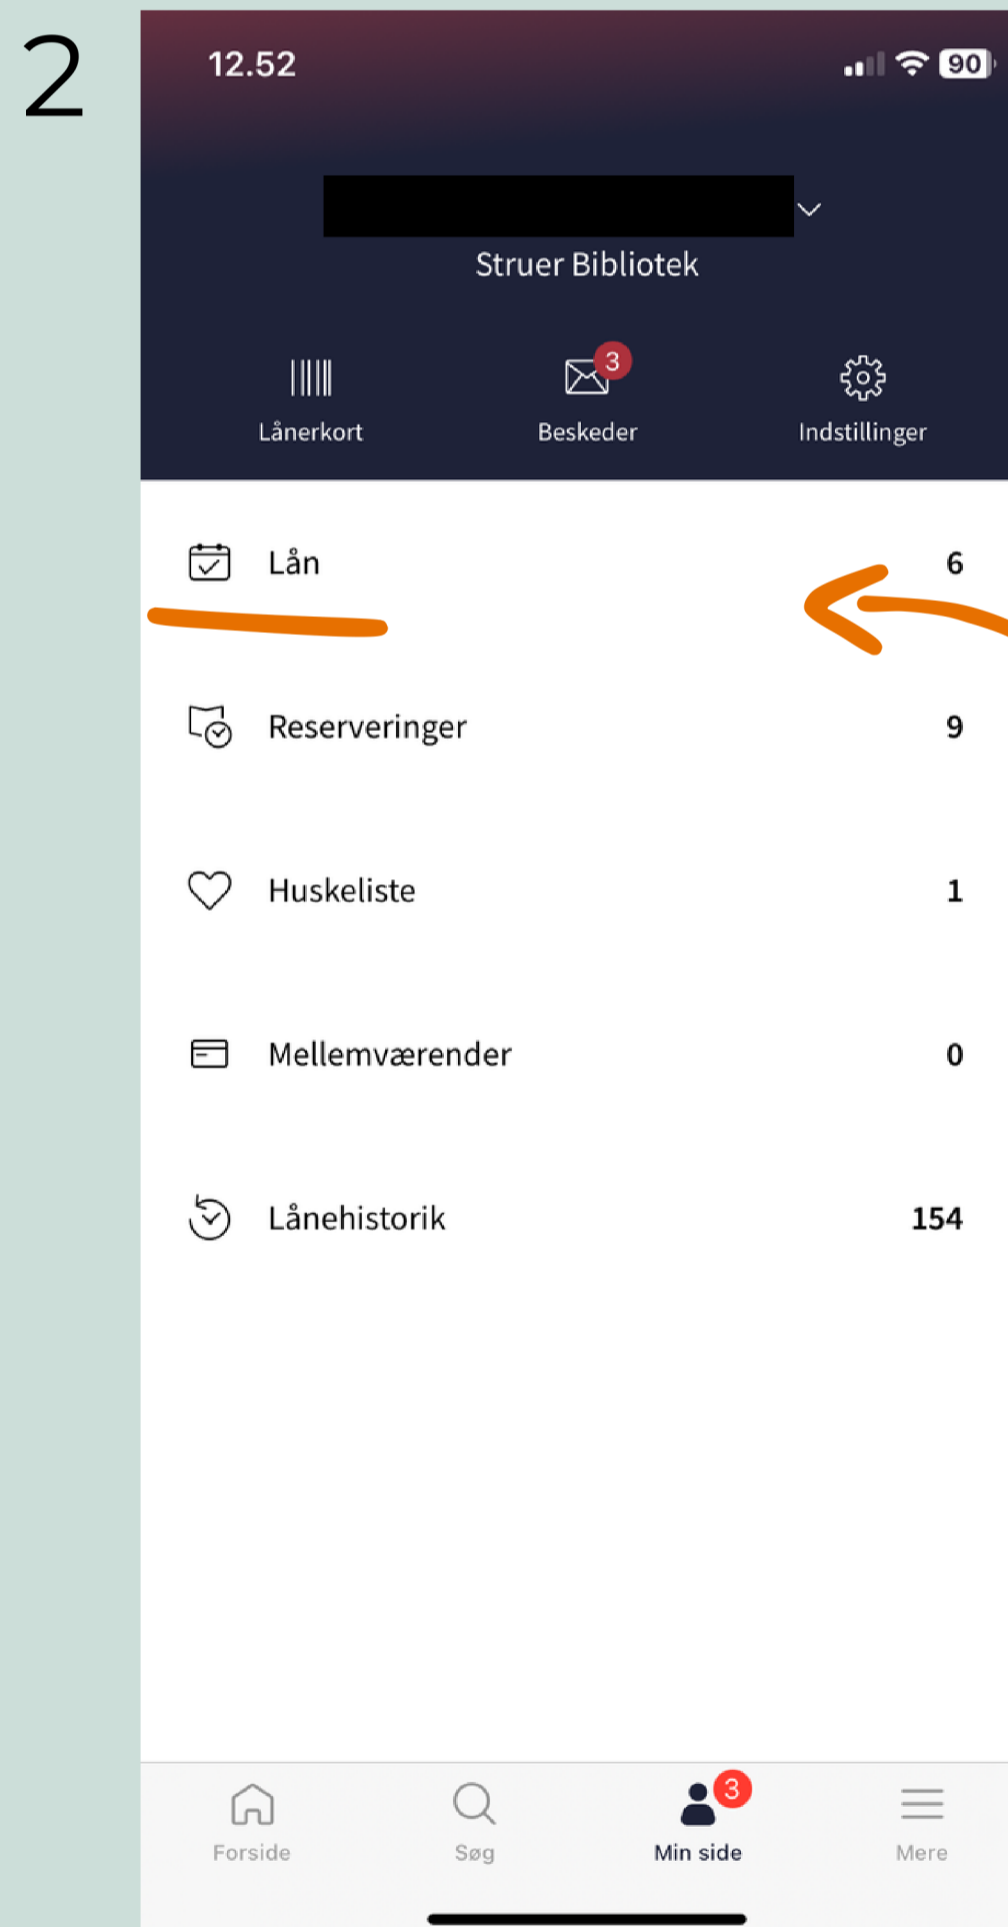 2
12.52
90
Struer Bibliotek
3
Lånerkort Beskeder Indstillinger
Lån 6
Reserveringer 9
Huskeliste 1
Mellemværender 0
Lånehistorik 154
3
Forside Søg Min side Mere